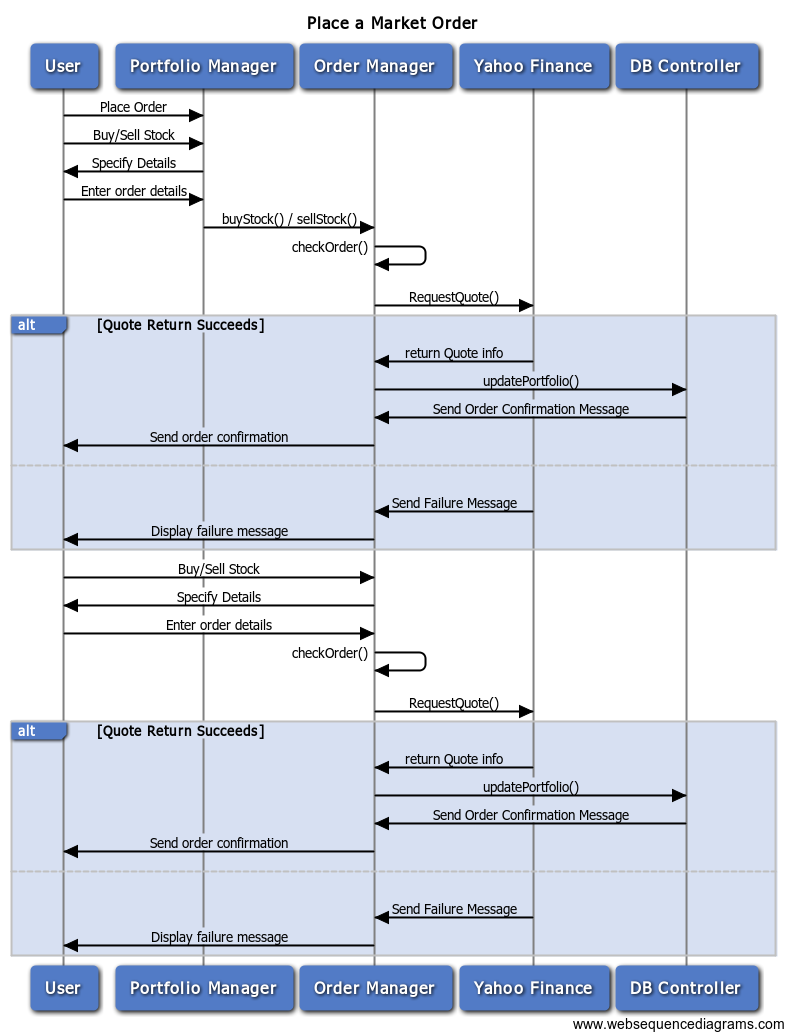 Place a Market Order
User Portfolio Manager Order Manager Yahoo Finance DB Controller
Place Order
Buy/Sell Stock
Specify Details
Enter order details
buyStock() / sellStock()
checkOrder()
RequestQuote()
alt [Quote Return Succeeds]
return Quote info
updatePortfolio()
Send Order Confirmation Message
Send order confirmation
Send Failure Message
Display failure message
Buy/Sell Stock
Specify Details
Enter order details
checkOrder()
RequestQuote()
alt [Quote Return Succeeds]
return Quote info
updatePortfolio()
Send Order Confirmation Message
Send order confirmation
Send Failure Message
Display failure message
User Portfolio Manager Order Manager Yahoo Finance DB Controller
www.websequencediagrams.com